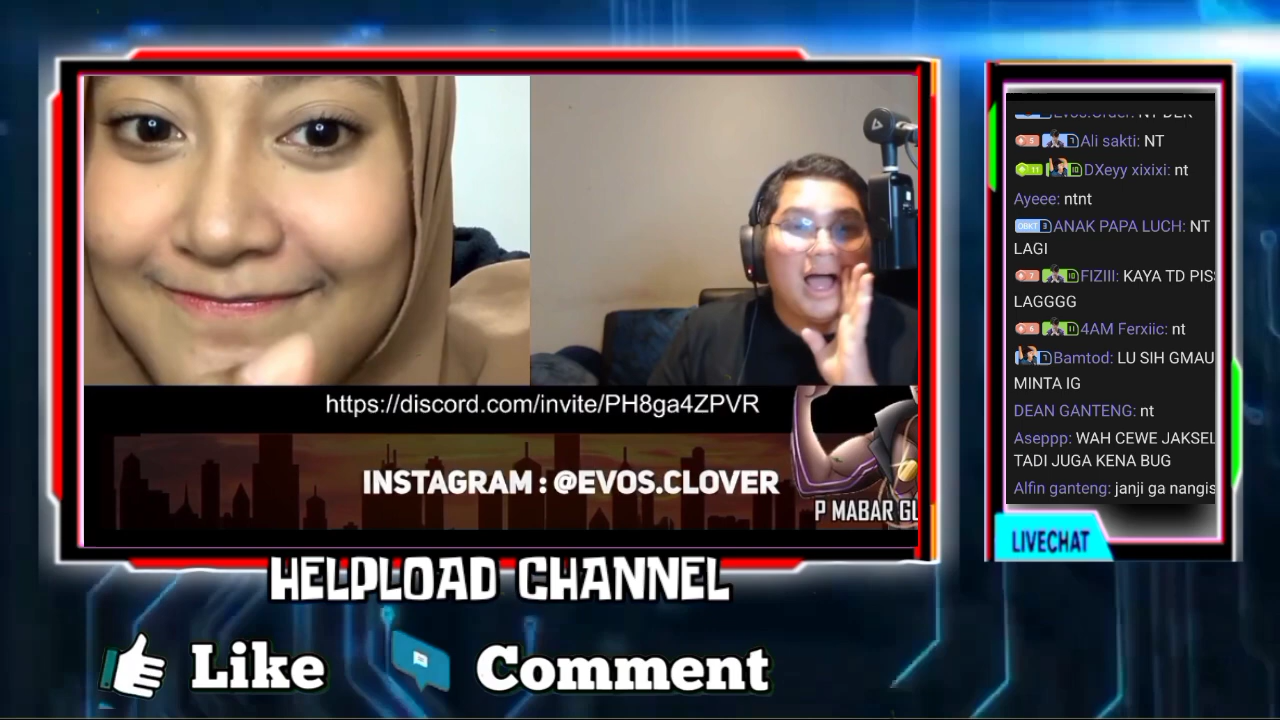 https://discord.com/invite/PH8ga4ZPVR
INSTAGRAM : @EVOS.CLOVER
P MABAR
HELPLOAD CHANNEL
Like
Comment
Ali sakti: NT
DXeyy xixixi: nt
Ayeee: ntnt
ANAK PAPA LUCH: NT
LAGI
FIZIII: KAYA TD PIS
LAGGGG
4AM Ferxiic: nt
Bamtod: LU SIH GMAU
MINTA IG
DEAN GANTENG: nt
Aseppp: WAH CEWE JAKSEL
TADI JUGA KENA BUG
Alfin ganteng: janji ga nangis
LIVECHAT